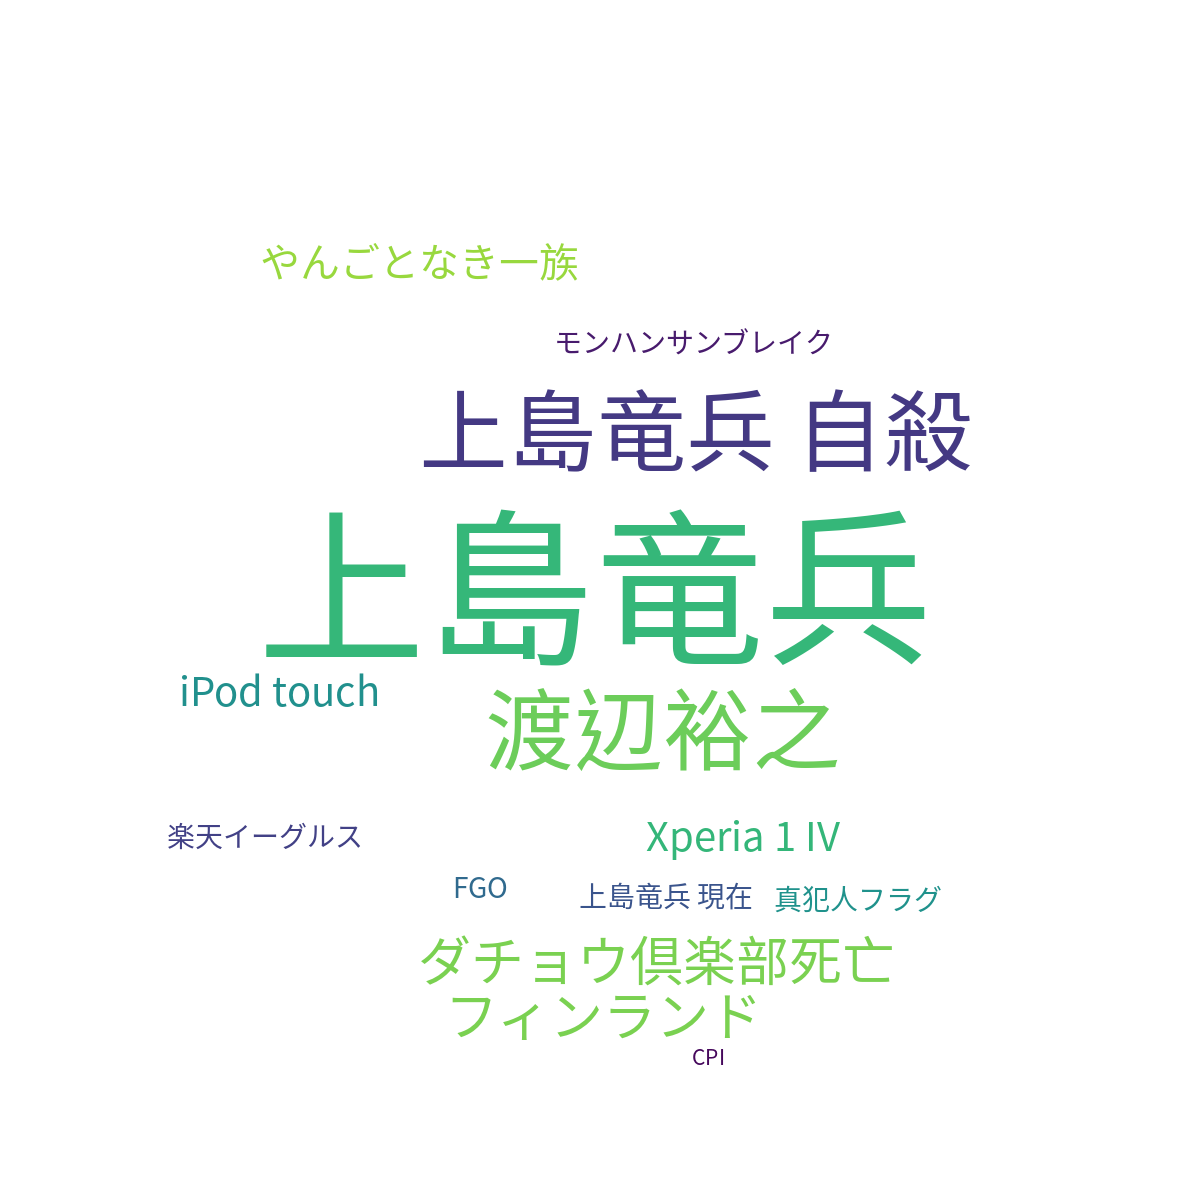 やんごとなき一族
モンハンサンブレイク
上島竜兵 自殺
上島竜兵
iPod touch
渡辺裕之
楽天イーグルス
Xperia 1 IV
FGO
上島竜兵 現在
真犯人フラグ
ダチョウ倶楽部死亡
フィンランド
CPI